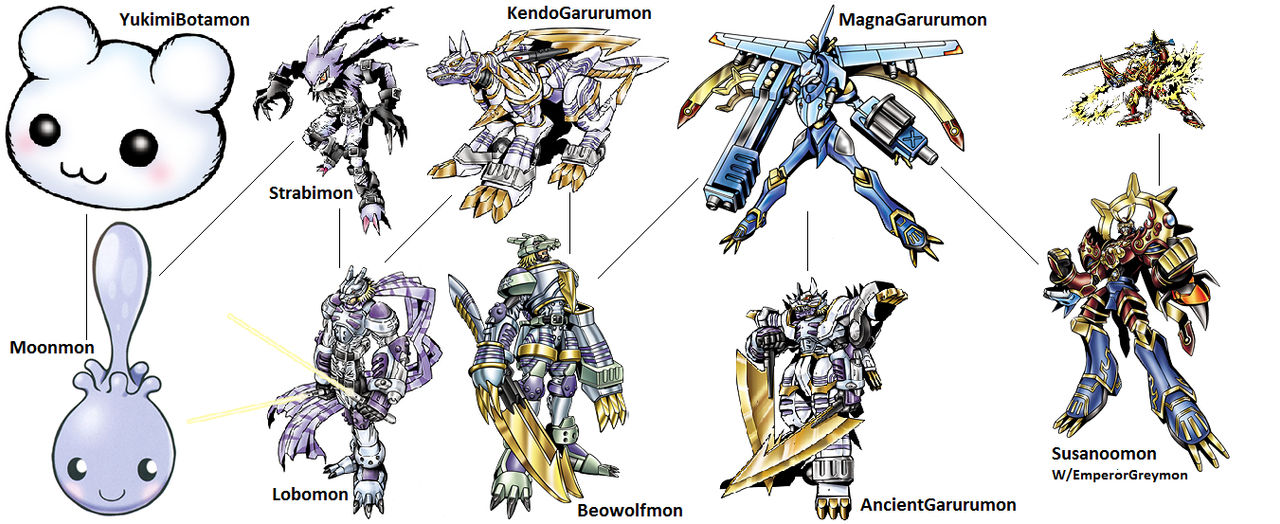 YukimiBotamon
KendoGarurumon
MagnaGarurumon
Strabimon
Moonmon
Lobomon
Beowolfmon
AncientGarurumon
Susanoomon
W/EmperorGreymon